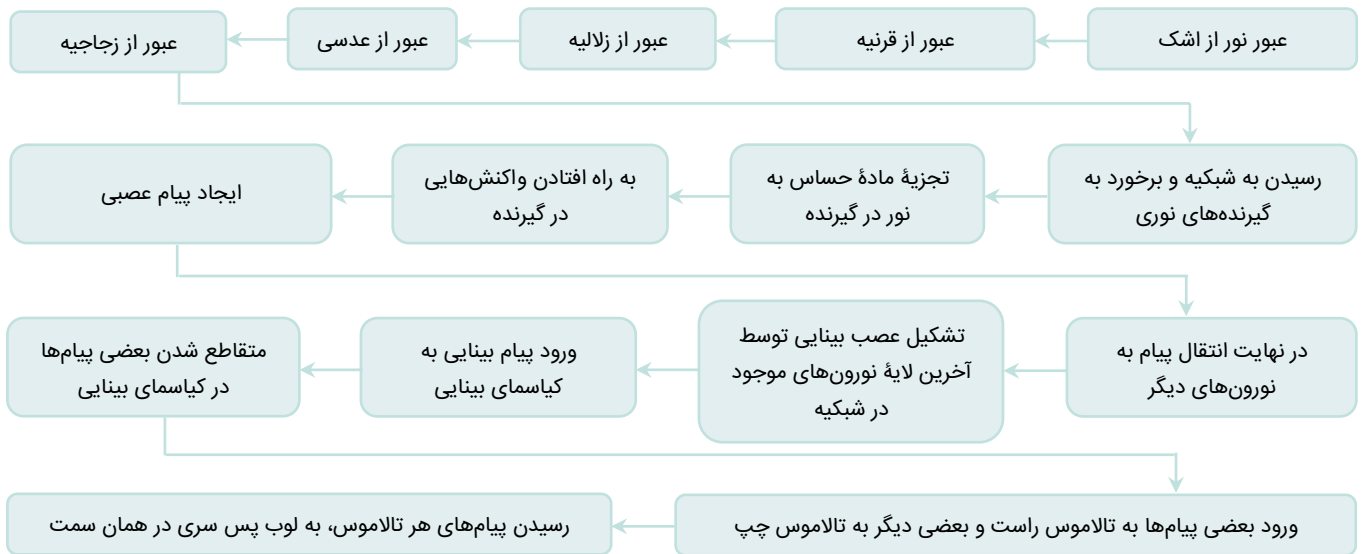 عبور نور از اشک
عبور از قرنیه
عبور از زلالیه
عبور از عدسی
عبور از زجاجیه
رسیدن به شبکیه و برخورد به
گیرنده‌های نوری
تجزیهٔ مادهٔ حساس به
نور در گیرنده
به راه افتادن واکنش‌هایی
در گیرنده
ایجاد پیام عصبی
در نهایت انتقال پیام به
نورون‌های دیگر
تشکیل عصب بینایی توسط
آخرین لایهٔ نورون‌های موجود
در شبکیه
ورود پیام بینایی به
کیاسمای بینایی
متقاطع شدن بعضی پیام‌ها
در کیاسمای بینایی
ورود بعضی پیام‌ها به تالاموس راست و بعضی دیگر به تالاموس چپ
رسیدن پیام‌های هر تالاموس، به لوب پس سری در همان سمت